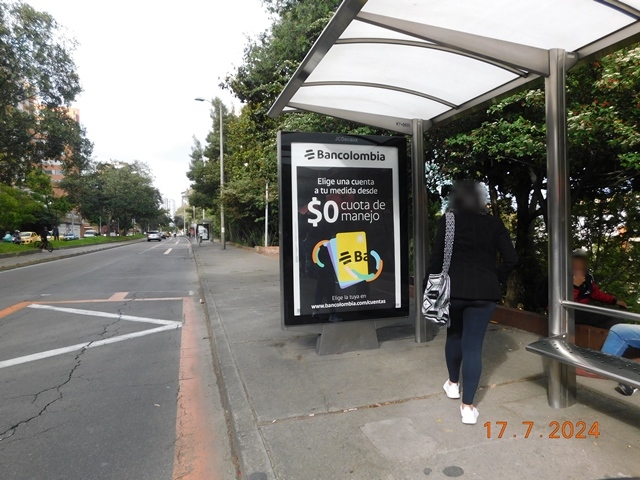 Bancolombia
Elige una cuenta
a tu medida desde
$0 cuota de
manejo
Ba
Elige la tuya en
www.bancolombia.com/cuentas
17.7.2024